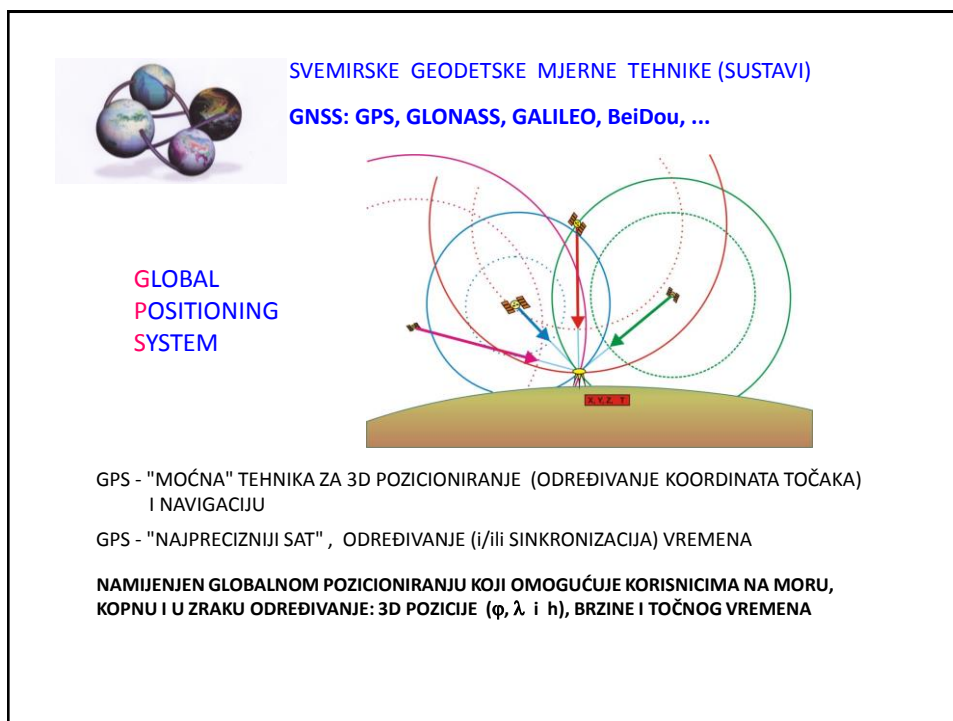 SVEMIRSKE GEODETSKE MJERNE TEHNIKE (SUSTAVI)
GNSS: GPS, GLONASS, GALILEO, BeiDou, ...
GLOBAL
POSITIONING
SYSTEM
X, Y, Z, T
GPS - "MOĆNA" TEHNIKA ZA 3D POZICIONIRANJE (ODREĐIVANJE KOORDINATA TOČAKA)
I NAVIGACIJU
GPS - "NAJPRECIZNIJI SAT" , ODREĐIVANJE (i/ili SINKRONIZACIJA) VREMENA
NAMIJENJEN GLOBALNOM POZICIONIRANJU KOJI OMOGUĆUJE KORISNICIMA NA MORU,
KOPNU I U ZRAKU ODREĐIVANJE: 3D POZICIJE (φ, λ i h), BRZINE I TOČNOG VREMENA